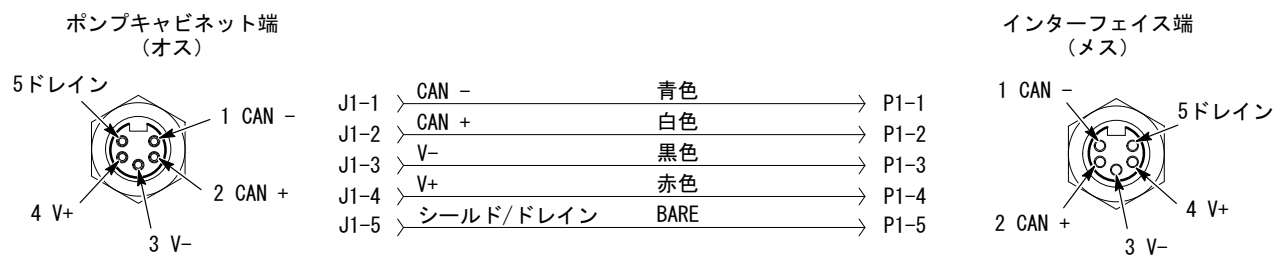 ポンプキャビネット端
（オス）
5ドレイン
1 CAN -
2 CAN +
3 V-
4 V+
J1-1 CAN - 青色 P1-1
J1-2 CAN + 白色 P1-2
J1-3 V- 黒色 P1-3
J1-4 V+ 赤色 P1-4
J1-5 シールド/ドレイン BARE P1-5
インターフェイス端
（メス）
1 CAN -
5ドレイン
4 V+
2 CAN +
3 V-